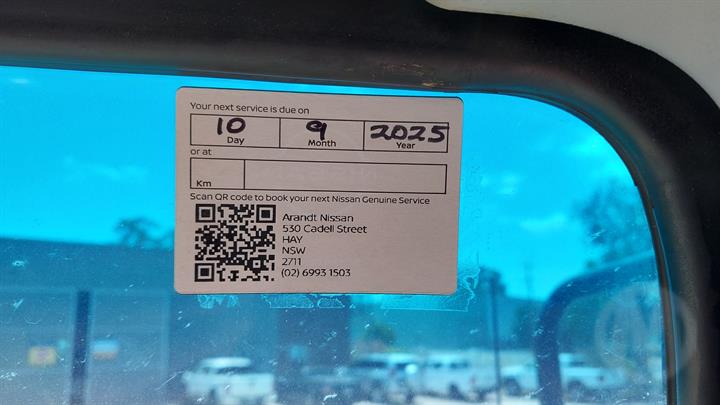 Your next service is due on
10 9 2025
Day Month Year
or at
Km
Scan QR code to book your next Nissan Genuine Service
Arandt Nissan
530 Cadell Street
HAY
NSW
2711
(02) 6993 1503